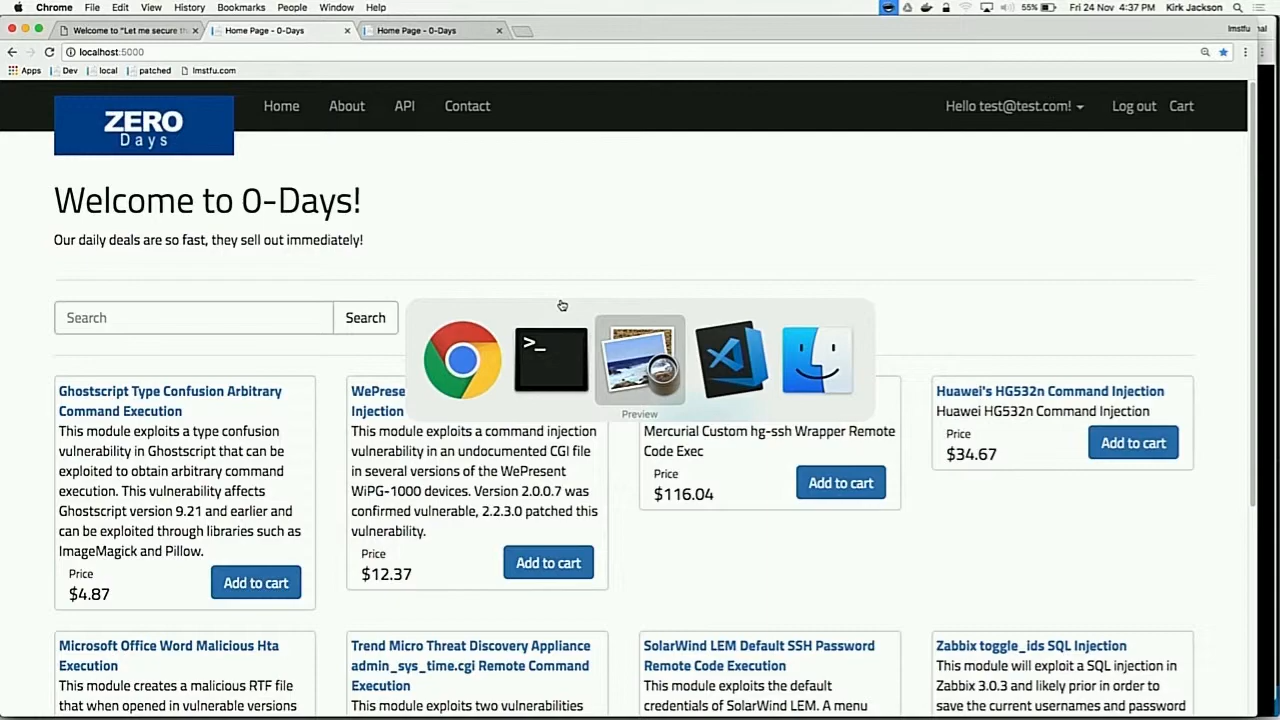 Chrome File Edit View History Bookmarks People Window Help 55% Fri 24 Nov 4:37 PM Kirk Jackson
Welcome to "Let me secure th Home Page - 0-Days Home Page - 0-Days lmstfu
localhost:5000
Apps Dev local patched lmstfu.com
ZERO
Days
Home About API Contact Hello test@test.com! Log out Cart
Welcome to 0-Days!
Our daily deals are so fast, they sell out immediately!
Search Search
Preview
Ghostscript Type Confusion Arbitrary
Command Execution
This module exploits a type confusion
vulnerability in Ghostscript that can be
exploited to obtain arbitrary command
execution. This vulnerability affects
Ghostscript version 9.21 and earlier and
can be exploited through libraries such as
ImageMagick and Pillow.
Price
$4.87
Add to cart
WePrese
Injection
This module exploits a command injection
vulnerability in an undocumented CGI file
in several versions of the WePresent
WiPG-1000 devices. Version 2.0.0.7 was
confirmed vulnerable, 2.2.3.0 patched this
vulnerability.
Price
$12.37
Add to cart
Mercurial Custom hg-ssh Wrapper Remote
Code Exec
Price
$116.04
Add to cart
Huawei's HG532n Command Injection
Huawei HG532n Command Injection
Price
$34.67
Add to cart
Microsoft Office Word Malicious Hta
Execution
This module creates a malicious RTF file
that when opened in vulnerable versions
Trend Micro Threat Discovery Appliance
admin_sys_time.cgi Remote Command
Execution
This module exploits two vulnerabilities
SolarWind LEM Default SSH Password
Remote Code Execution
This module exploits the default
credentials of SolarWind LEM. A menu
Zabbix toggle_ids SQL Injection
This module will exploit a SQL injection in
Zabbix 3.0.3 and likely prior in order to
save the current usernames and password